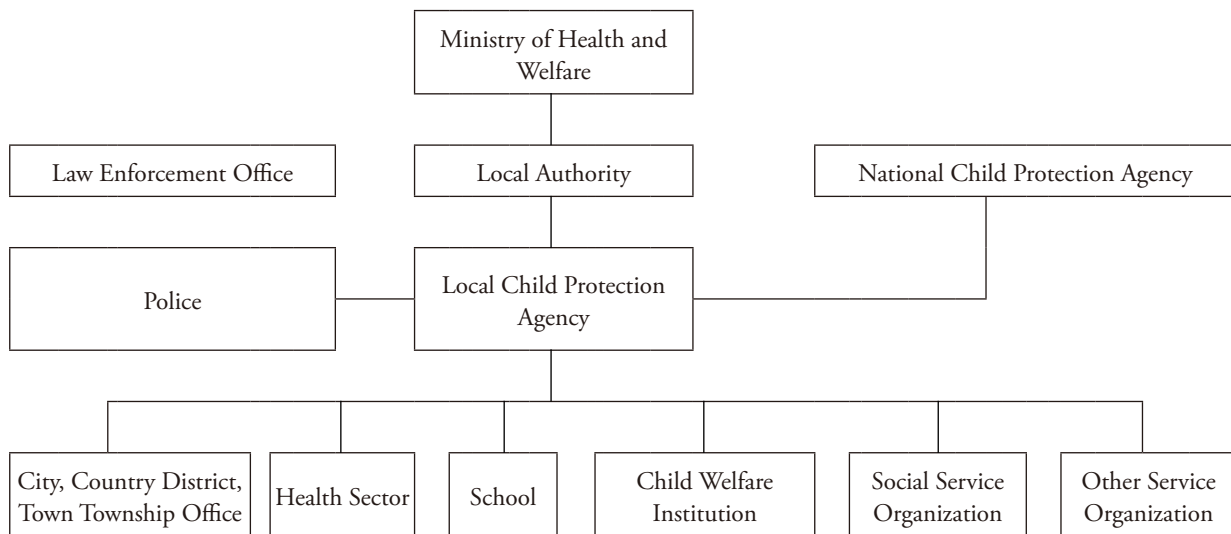 Ministry of Health and
Welfare
Law Enforcement Office
Local Authority
National Child Protection Agency
Police
Local Child Protection
Agency
City, Country District,
Town Township Office
Health Sector
School
Child Welfare
Institution
Social Service
Organization
Other Service
Organization